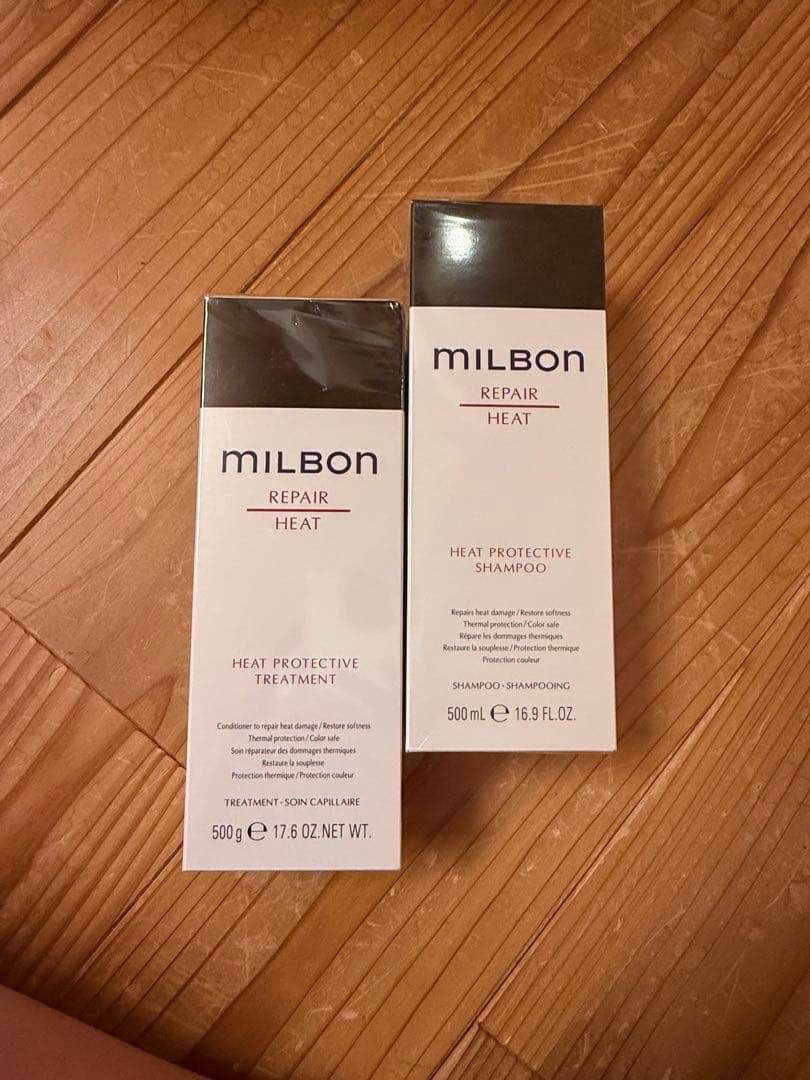 MILBON
REPAIR
HEAT
HEAT PROTECTIVE
TREATMENT
Conditioner to repair heat damage / Restore softness
Thermal protection / Color safe
Soin réparateur des dommages thermiques
Restaure la souplesse
Protection thermique / Protection couleur
TREATMENT - SOIN CAPILLAIRE
500 g ℮ 17.6 OZ. NET WT.
MILBON
REPAIR
HEAT
HEAT PROTECTIVE
SHAMPOO
Repairs heat damage / Restore softness
Thermal protection / Color safe
Répare les dommages thermiques
Restaure la souplesse / Protection thermique
Protection couleur
SHAMPOO - SHAMPOOING
500 mL ℮ 16.9 FL.OZ.